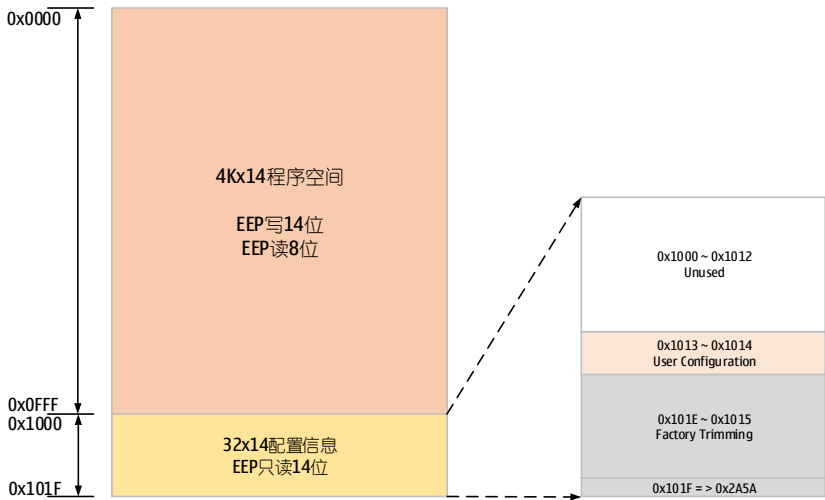 0x0000
4Kx14程序空间
EEP写14位
EEP读8位
0x0FFF
0x1000
32x14配置信息
EEP只读14位
0x101F
0x1000 ~ 0x1012
Unused
0x1013 ~ 0x1014
User Configuration
0x101E ~ 0x1015
Factory Trimming
0x101F = > 0x2A5A